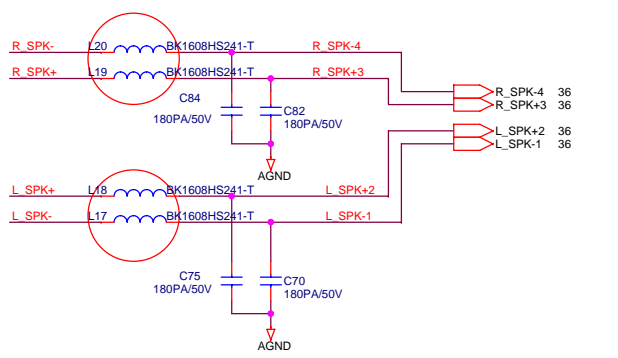 R_SPK- L20 BK1608HS241-T R_SPK-4
R_SPK+ L19 BK1608HS241-T R_SPK+3
R_SPK-4 36
R_SPK+3 36
C84
180PA/50V
C82
180PA/50V
L_SPK+2 36
L_SPK-1 36
AGND
L_SPK+ L18 BK1608HS241-T L_SPK+2
L_SPK- L17 BK1608HS241-T L_SPK-1
C75
180PA/50V
C70
180PA/50V
AGND